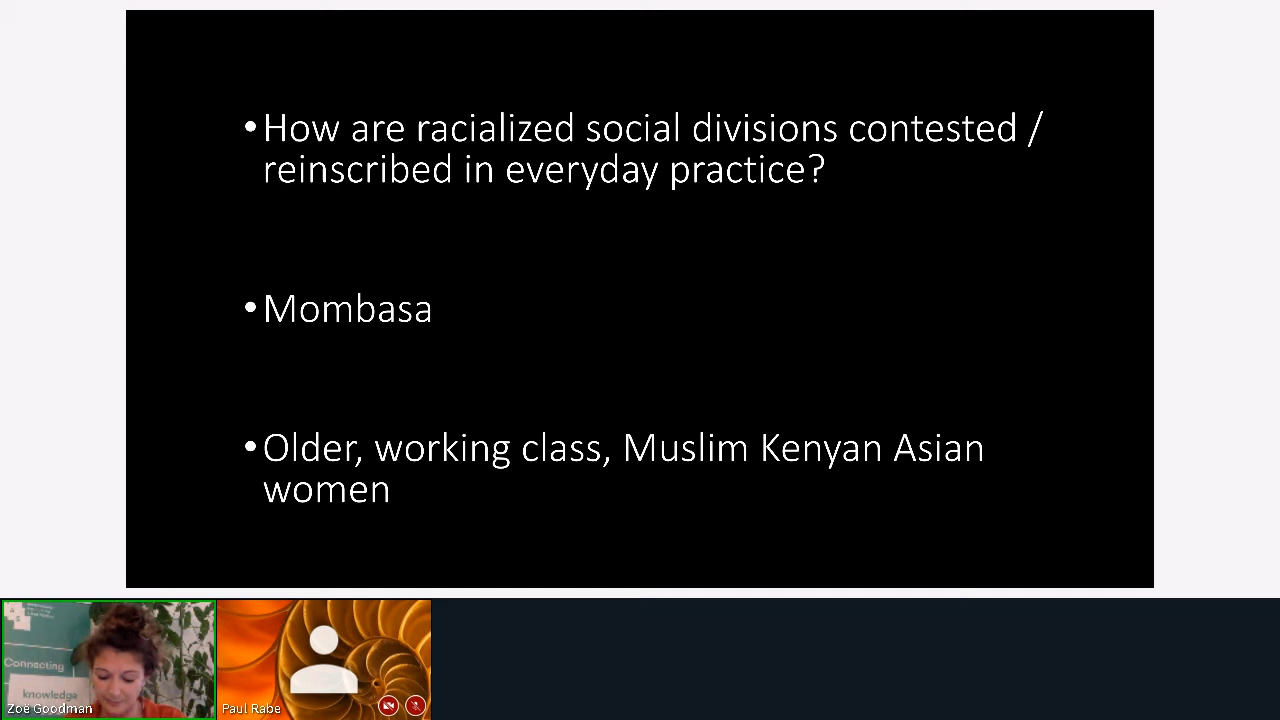 •How are racialized social divisions contested /
reinscribed in everyday practice?
•Mombasa
•Older, working class, Muslim Kenyan Asian
women
Connecting
knowledge
Zoë Goodman
Paul Rabe